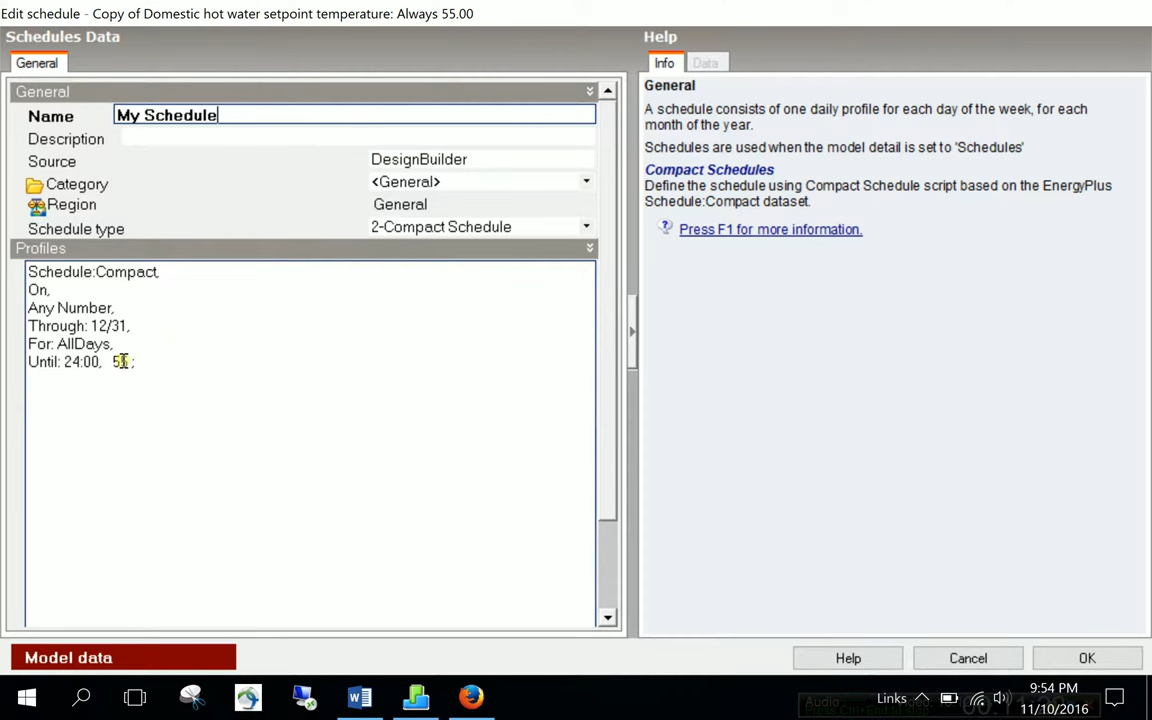 Edit schedule - Copy of Domestic hot water setpoint temperature: Always 55.00
Schedules Data
General
General
Name My Schedule
Description
Source DesignBuilder
Category <General>
Region General
Schedule type 2-Compact Schedule
Profiles
Schedule:Compact,
On,
Any Number,
Through: 12/31,
For: AllDays,
Until: 24:00, 55 ;
Model data
Help
Info Data
General
A schedule consists of one daily profile for each day of the week, for each
month of the year.
Schedules are used when the model detail is set to 'Schedules'
Compact Schedules
Define the schedule using Compact Schedule script based on the EnergyPlus
Schedule:Compact dataset.
Press F1 for more information.
Help Cancel OK
Links
9:54 PM
11/10/2016